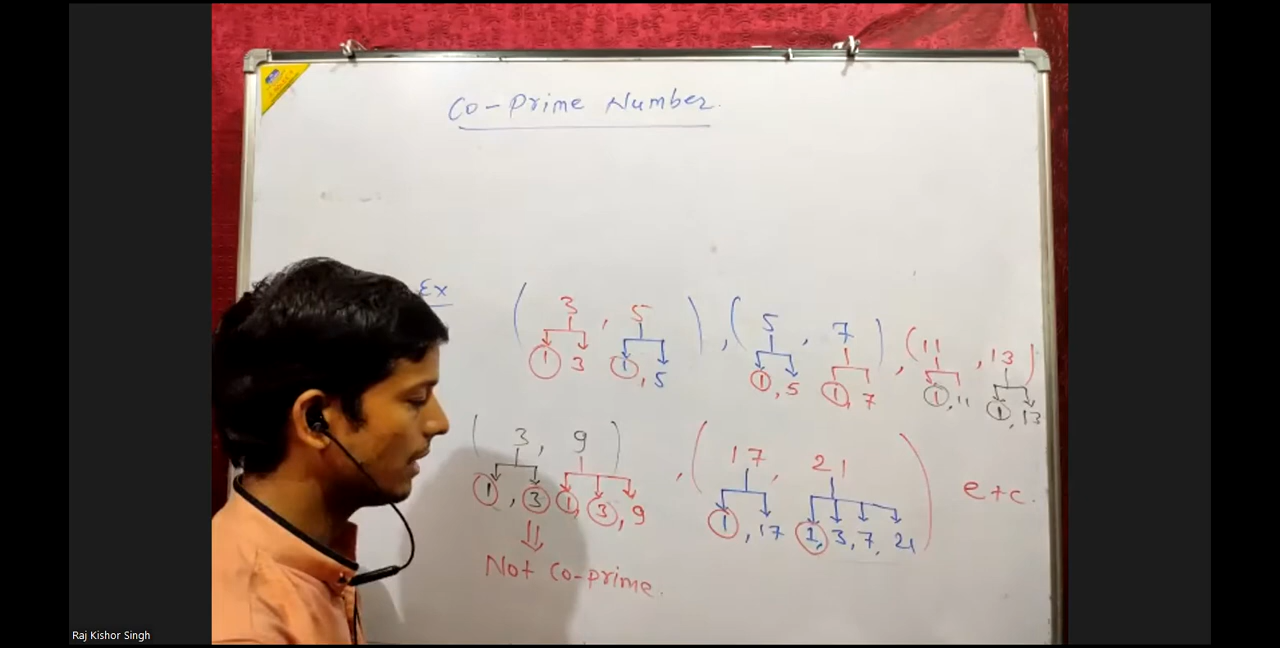 Co-Prime Number.
Ex
( 3 , 5 ) , ( 5 , 7 ) , ( 11 , 13 )
1 3 1 , 5 1 , 5 1 , 7 1 , 11 1 , 13
( 3 , 9 ) , ( 17 , 21 ) etc.
1 , 3 1 , 3 , 9 1 , 17 1 , 3 , 7 , 21
⇓
Not Co-prime.
Raj Kishor Singh